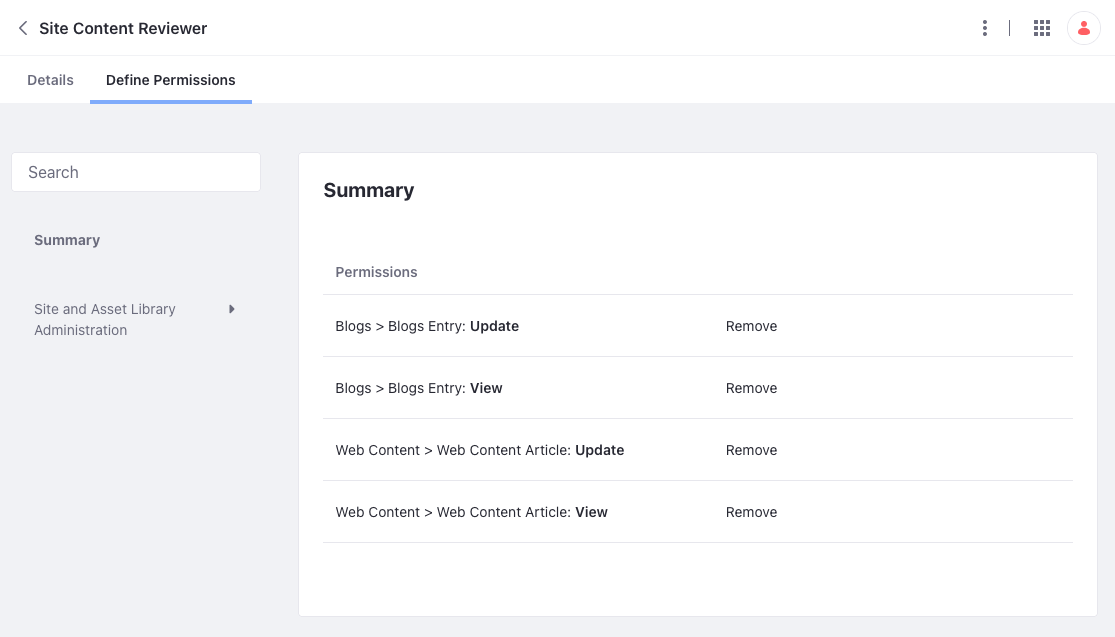 Site Content Reviewer
Details Define Permissions
Search
Summary
Site and Asset Library
Administration
Summary
Permissions
Blogs > Blogs Entry: Update Remove
Blogs > Blogs Entry: View Remove
Web Content > Web Content Article: Update Remove
Web Content > Web Content Article: View Remove